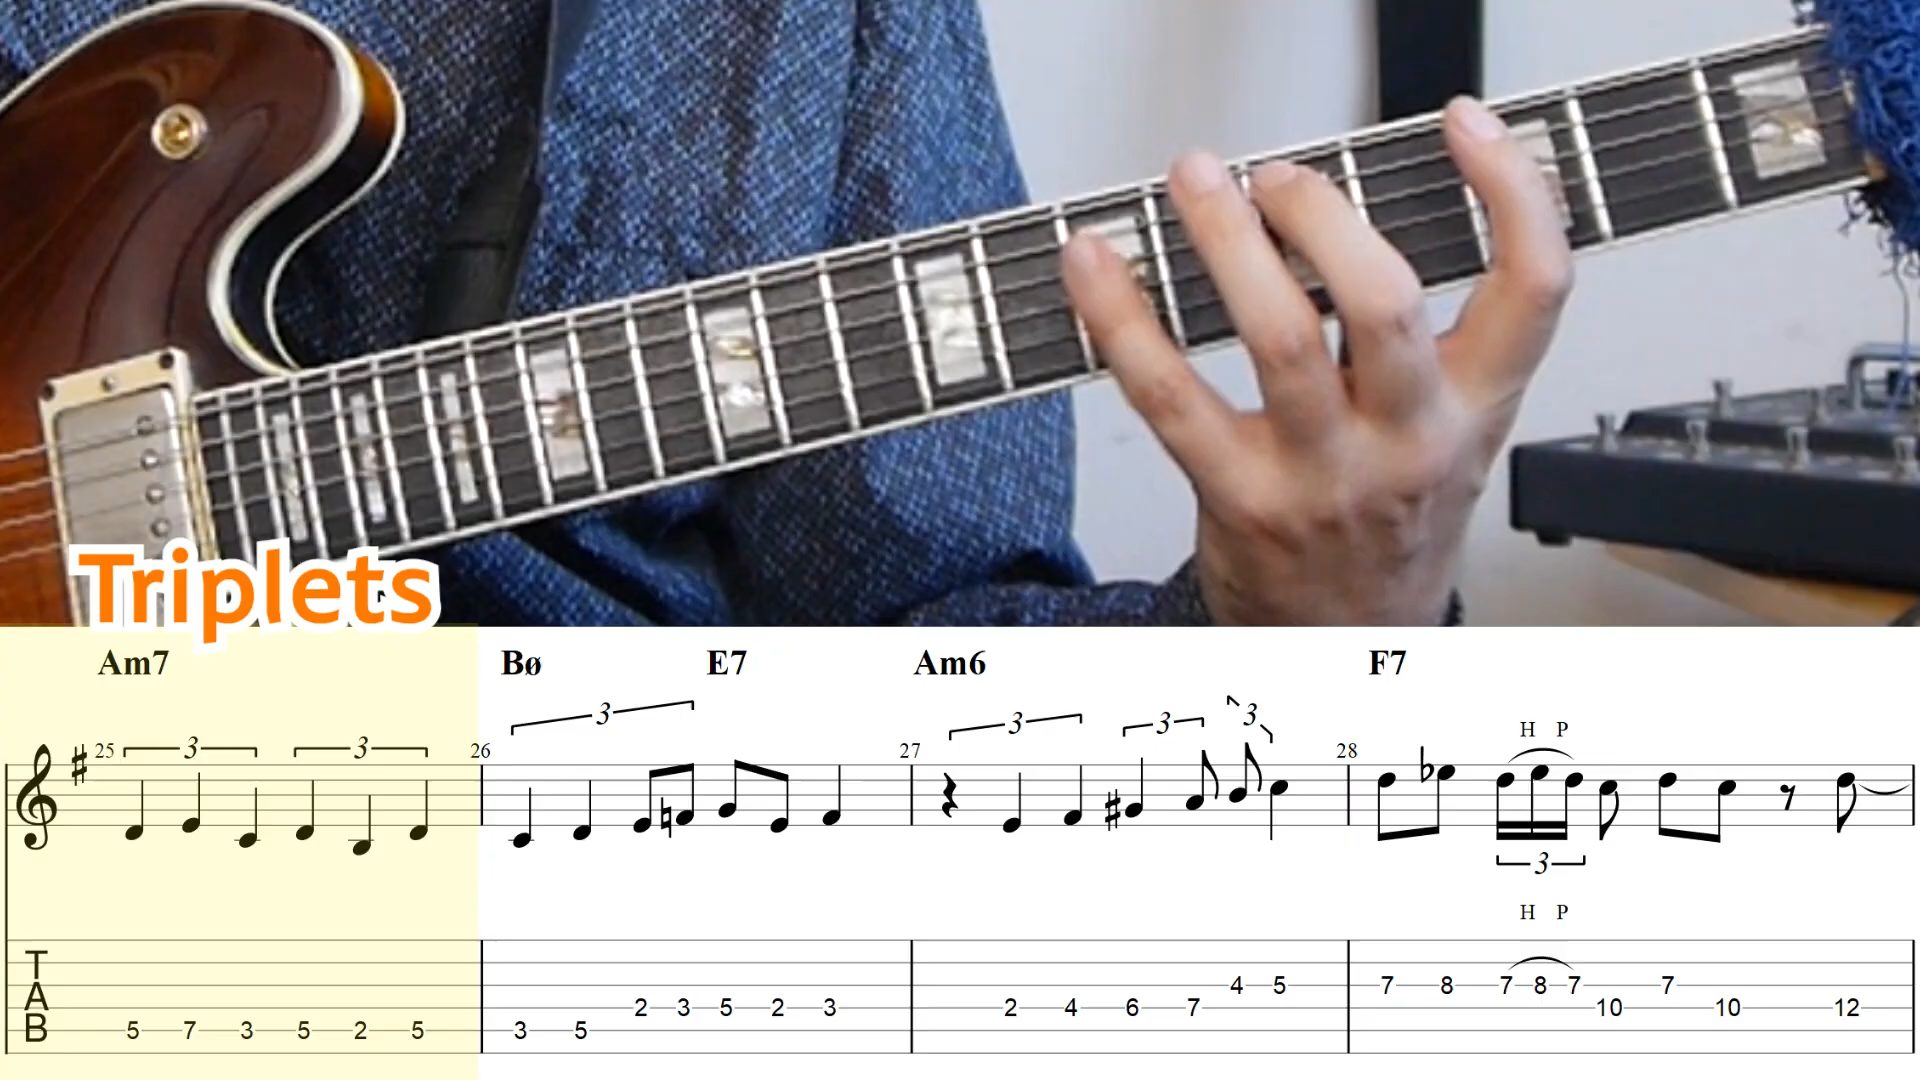 Triplets
Am7 Bø E7 Am6 F7
3 3 3 3 3 3 H P
25 26 27 28
3
H P
T
A
B
7 8 7 8 7 7
4 5
2 3 5 2 3 2 4 6 7 10 10 12
5 7 3 5 2 5 3 5